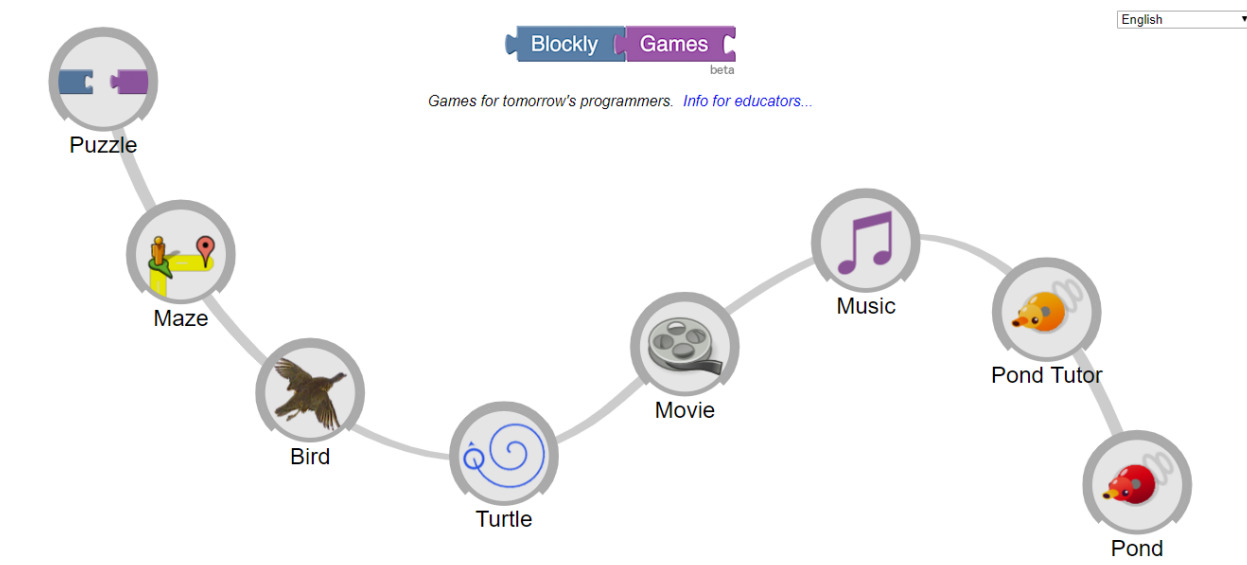 English
Blockly Games
beta
Games for tomorrow's programmers. Info for educators...
Puzzle
Maze
Bird
Turtle
Movie
Music
Pond Tutor
Pond